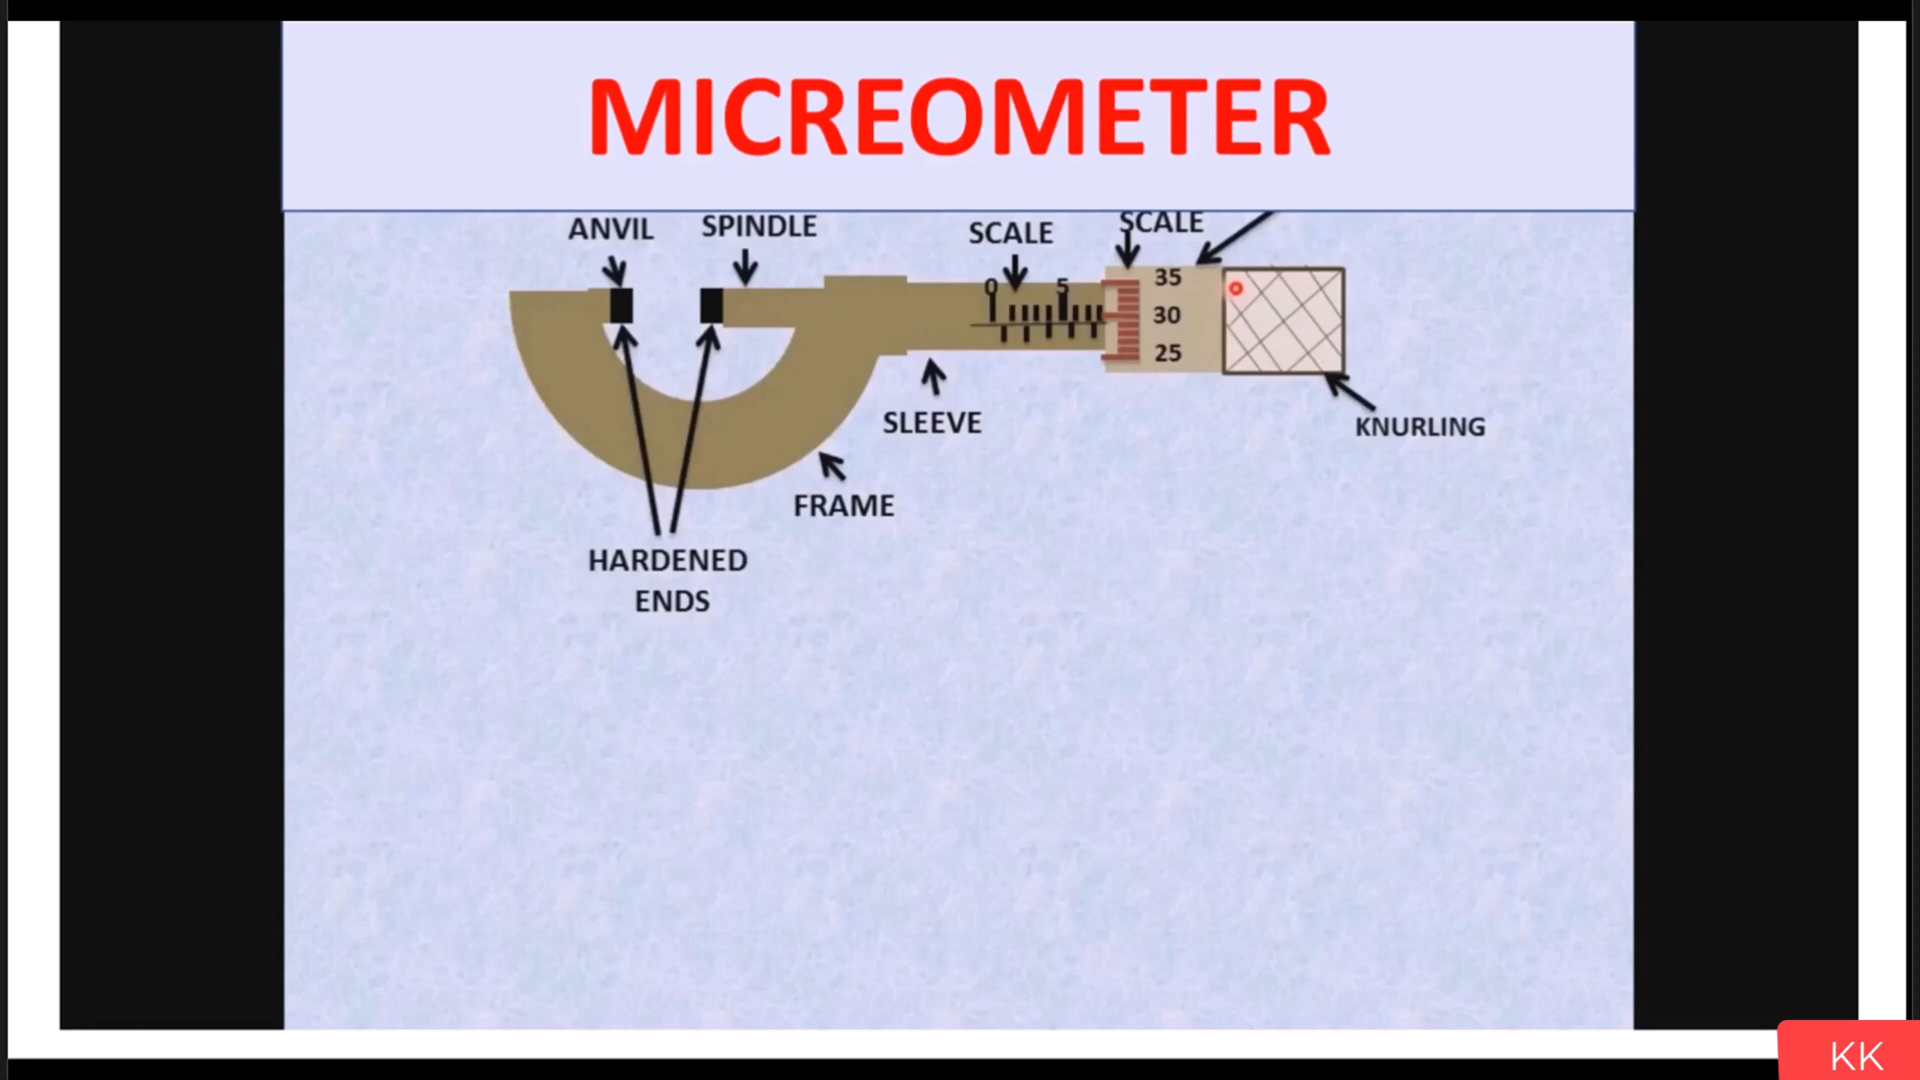 MICREOMETER
ANVIL
SPINDLE
SCALE
SCALE
0
5
35
30
25
SLEEVE
KNURLING
FRAME
HARDENED
ENDS
KK